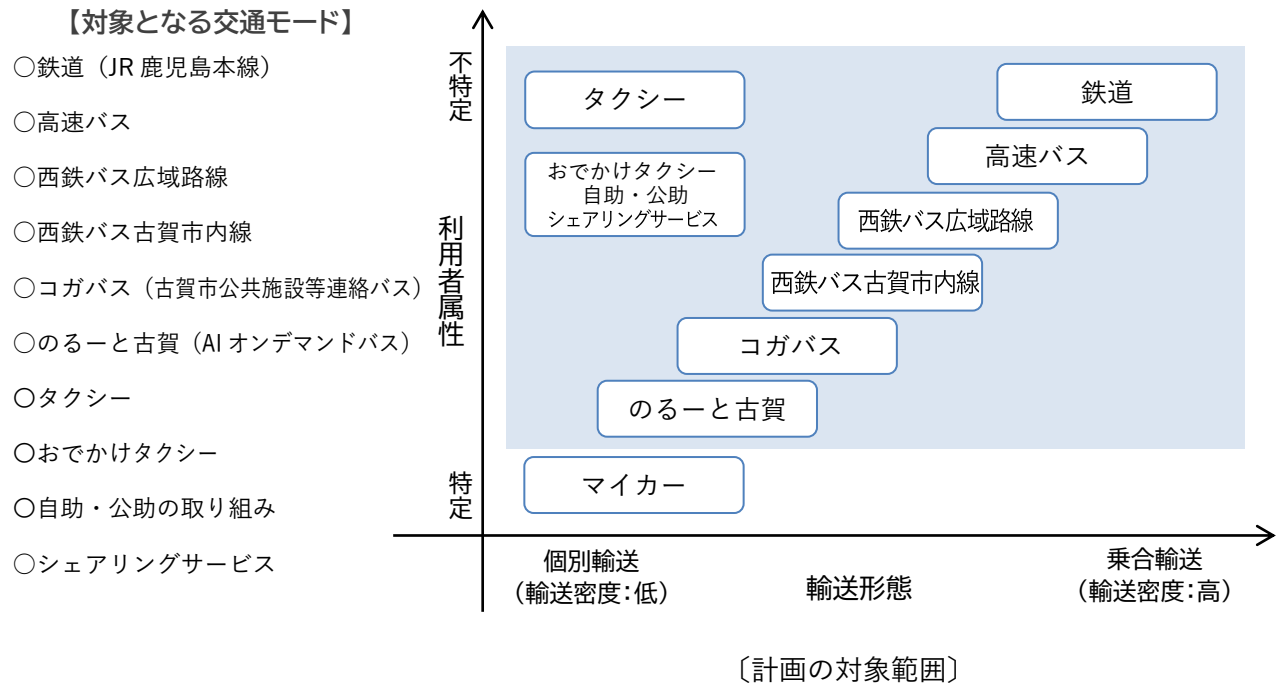 【対象となる交通モード】
○鉄道（JR 鹿児島本線）
○高速バス
○西鉄バス広域路線
○西鉄バス古賀市内線
○コガバス（古賀市公共施設等連絡バス）
○のるーと古賀（AI オンデマンドバス）
○タクシー
○おでかけタクシー
○自助・公助の取り組み
○シェアリングサービス
不特定
利用者属性
特定
タクシー
鉄道
高速バス
おでかけタクシー
自助・公助
シェアリングサービス
西鉄バス広域路線
西鉄バス古賀市内線
コガバス
のるーと古賀
マイカー
個別輸送
（輸送密度：低）
輸送形態
乗合輸送
（輸送密度：高）
〔計画の対象範囲〕